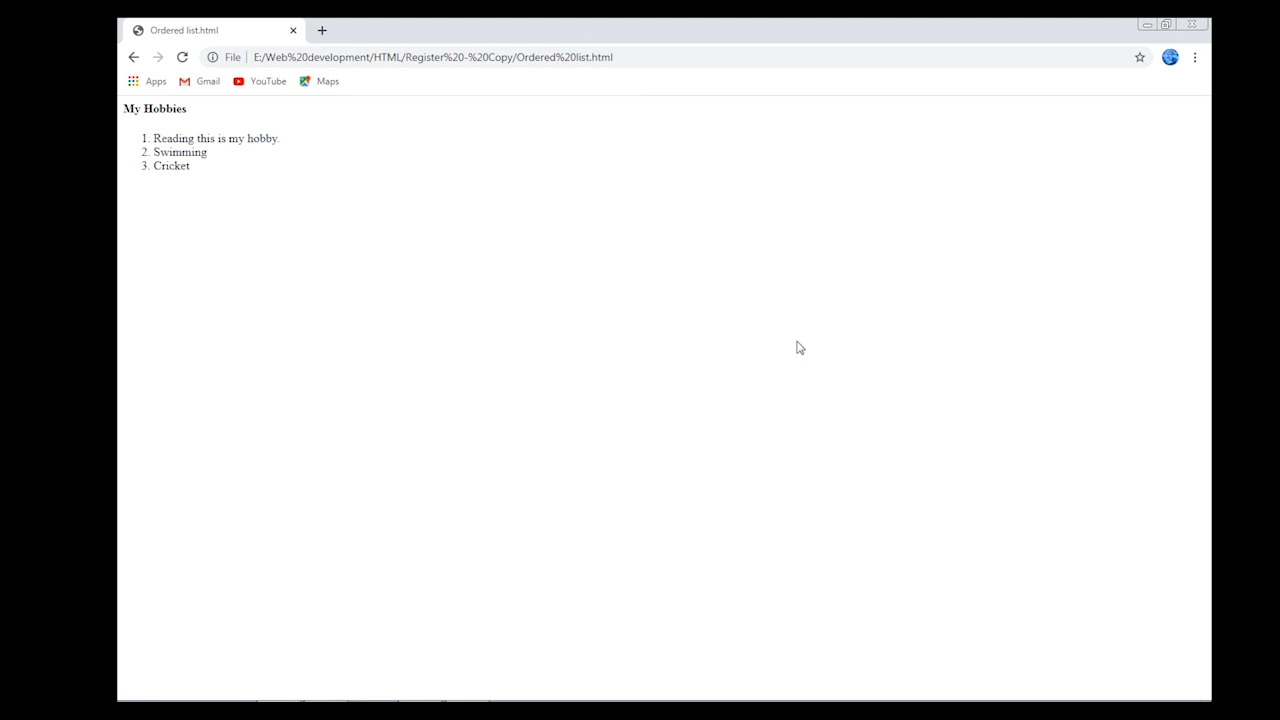 Ordered list.html
File E:/Web%20development/HTML/Register%20-%20Copy/Ordered%20list.html
Apps Gmail YouTube Maps
My Hobbies
1. Reading this is my hobby.
2. Swimming
3. Cricket